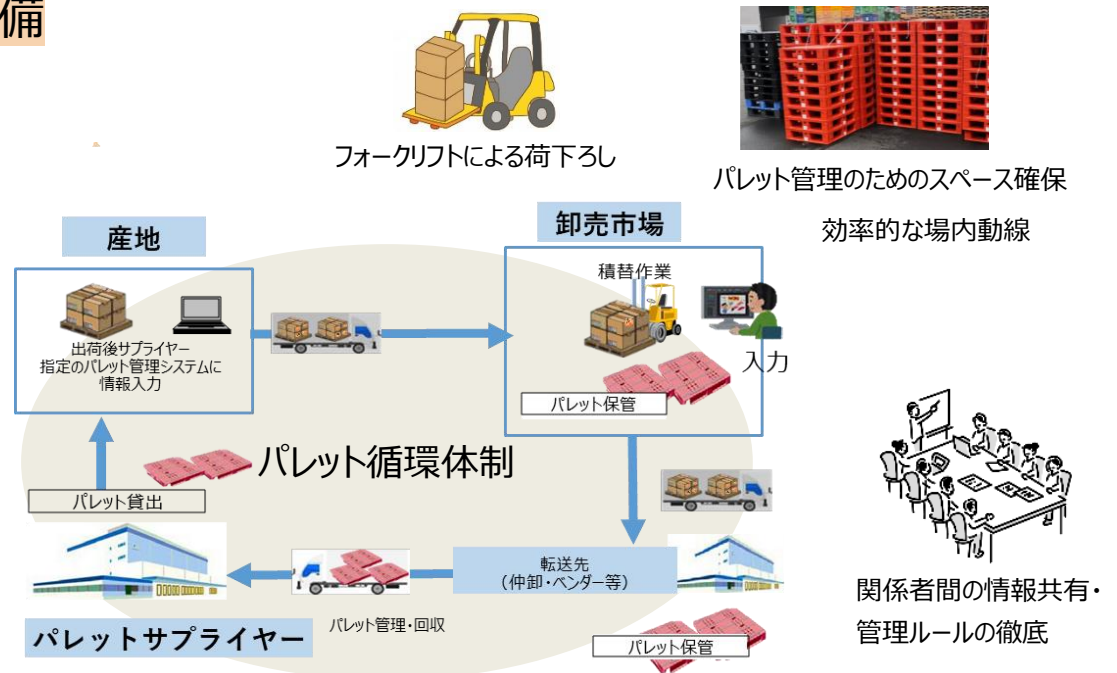 備
フォークリフトによる荷下ろし
パレット管理のためのスペース確保
効率的な場内動線
産地
卸売市場
積替作業
出荷後サプライヤー
指定のパレット管理システムに
情報入力
入力
パレット保管
パレット循環体制
パレット貸出
転送先
(仲卸・ベンダー等)
パレットサプライヤー
パレット管理・回収
パレット保管
関係者間の情報共有・
管理ルールの徹底